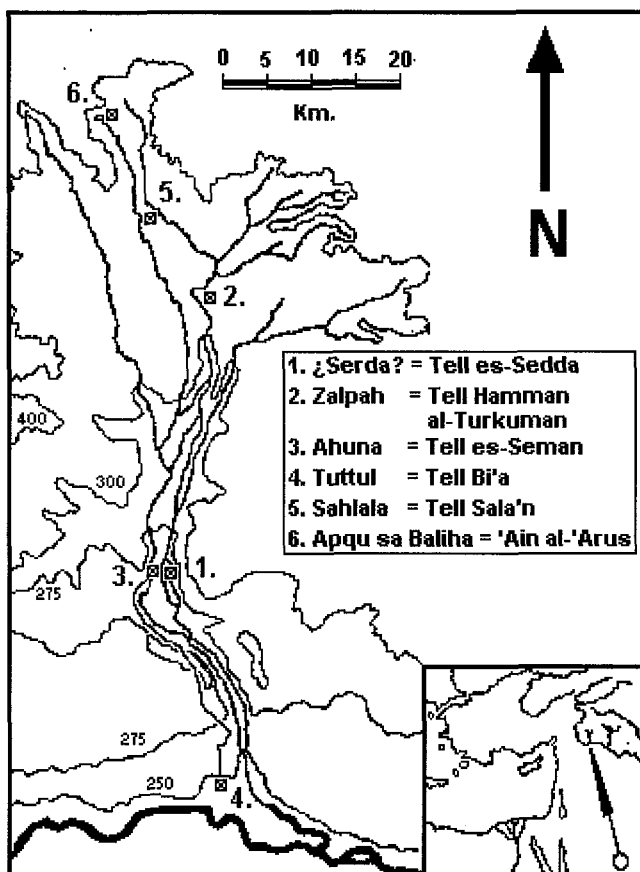 0 5 10 15 20
Km.
N
6.
5.
2.
1. ¿Serda? = Tell es-Sedda
2. Zalpah = Tell Hamman
al-Turkuman
3. Ahuna = Tell es-Seman
4. Tuttul = Tell Bi'a
5. Sahlala = Tell Sala'n
6. Apqu sa Baliha = 'Ain al-'Arus
400
300
3.
1.
275
275
250
4.